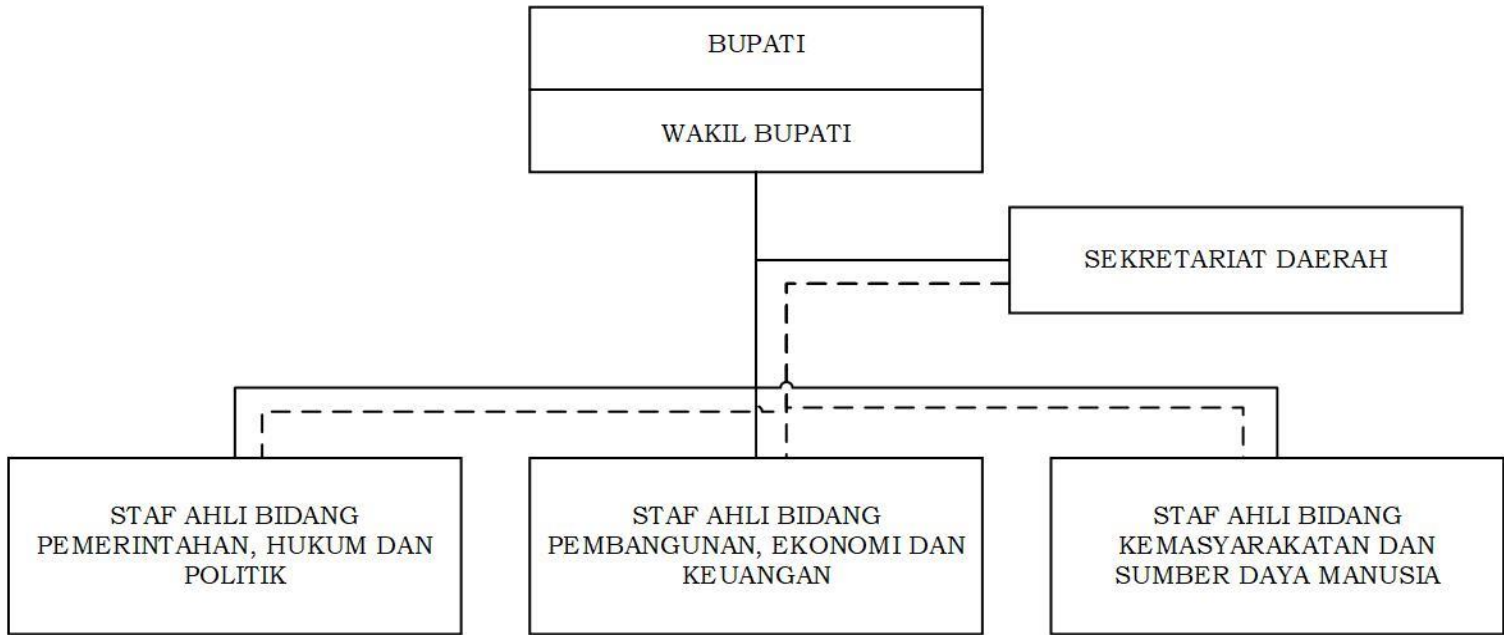 BUPATI
WAKIL BUPATI
SEKRETARIAT DAERAH
STAF AHLI BIDANG
PEMERINTAHAN, HUKUM DAN
POLITIK
STAF AHLI BIDANG
PEMBANGUNAN, EKONOMI DAN
KEUANGAN
STAF AHLI BIDANG
KEMASYARAKATAN DAN
SUMBER DAYA MANUSIA